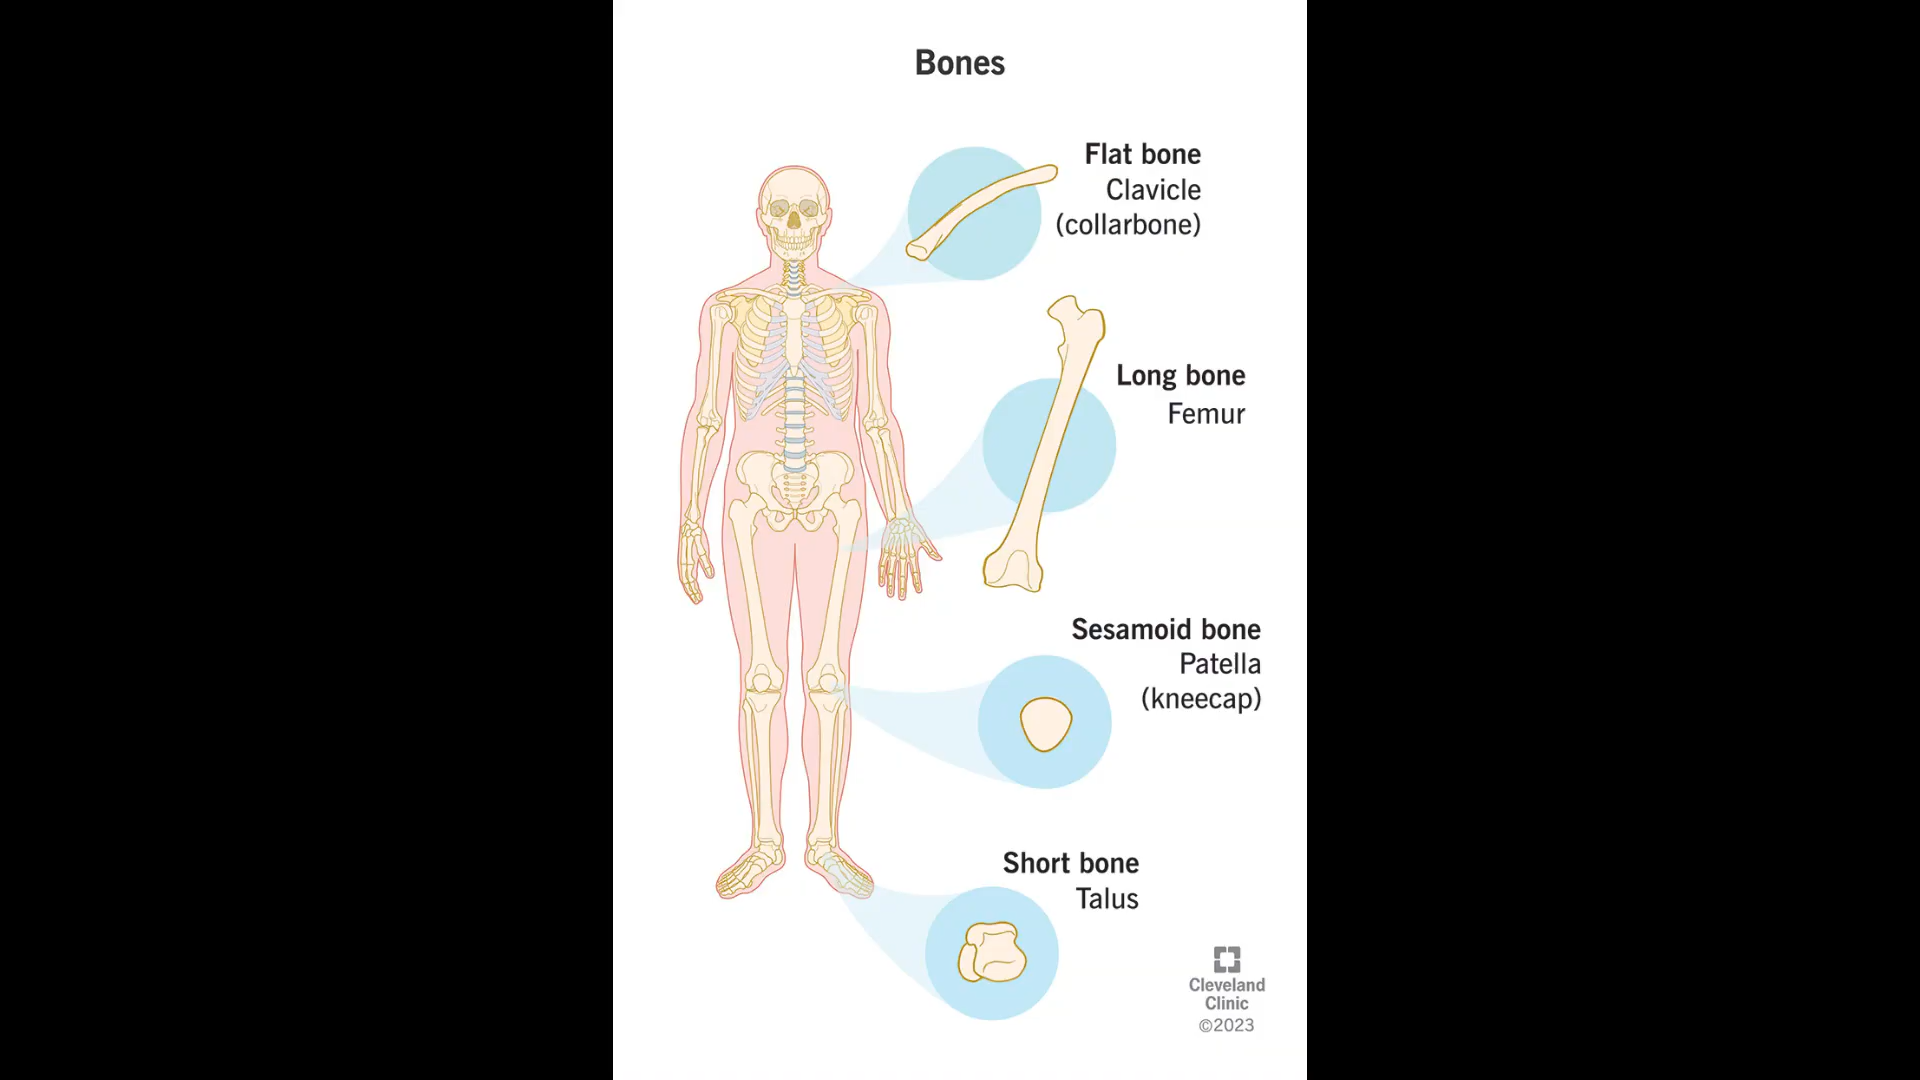 Bones
Flat bone
Clavicle
(collarbone)
Long bone
Femur
Sesamoid bone
Patella
(kneecap)
Short bone
Talus
Cleveland
Clinic
©2023